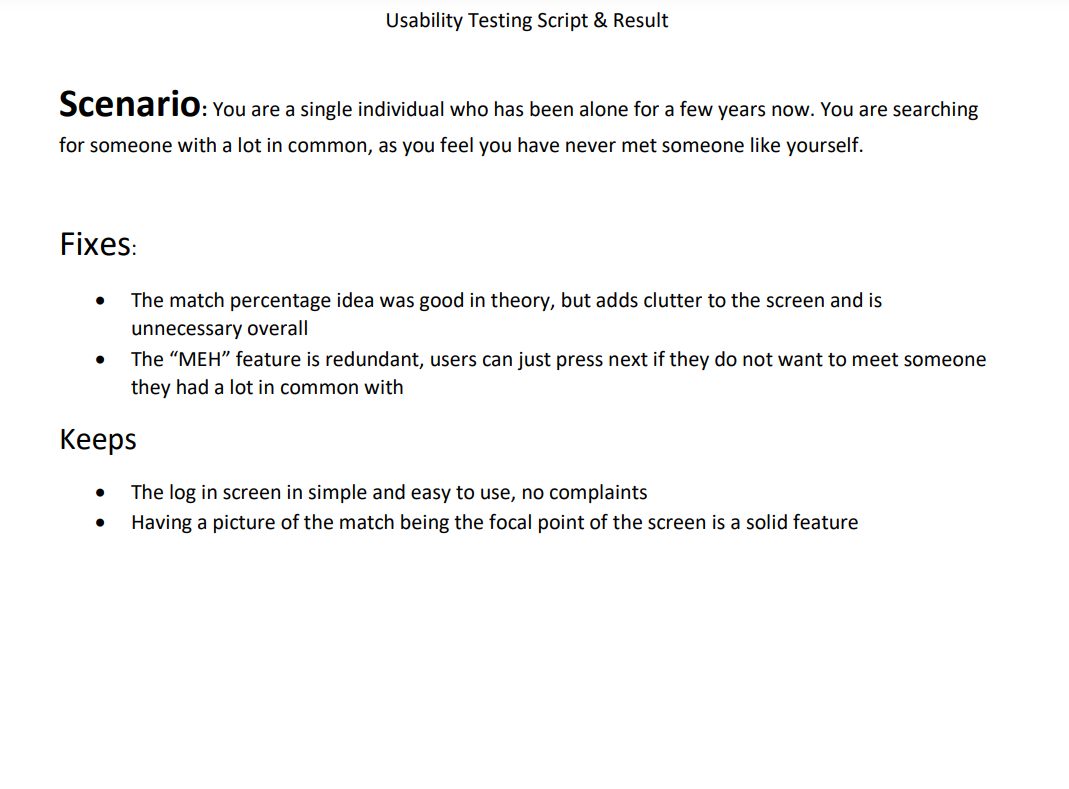 Usability Testing Script & Result
Scenario: You are a single individual who has been alone for a few years now. You are searching
for someone with a lot in common, as you feel you have never met someone like yourself.
Fixes:
• The match percentage idea was good in theory, but adds clutter to the screen and is
unnecessary overall
• The “MEH” feature is redundant, users can just press next if they do not want to meet someone
they had a lot in common with
Keeps
• The log in screen in simple and easy to use, no complaints
• Having a picture of the match being the focal point of the screen is a solid feature